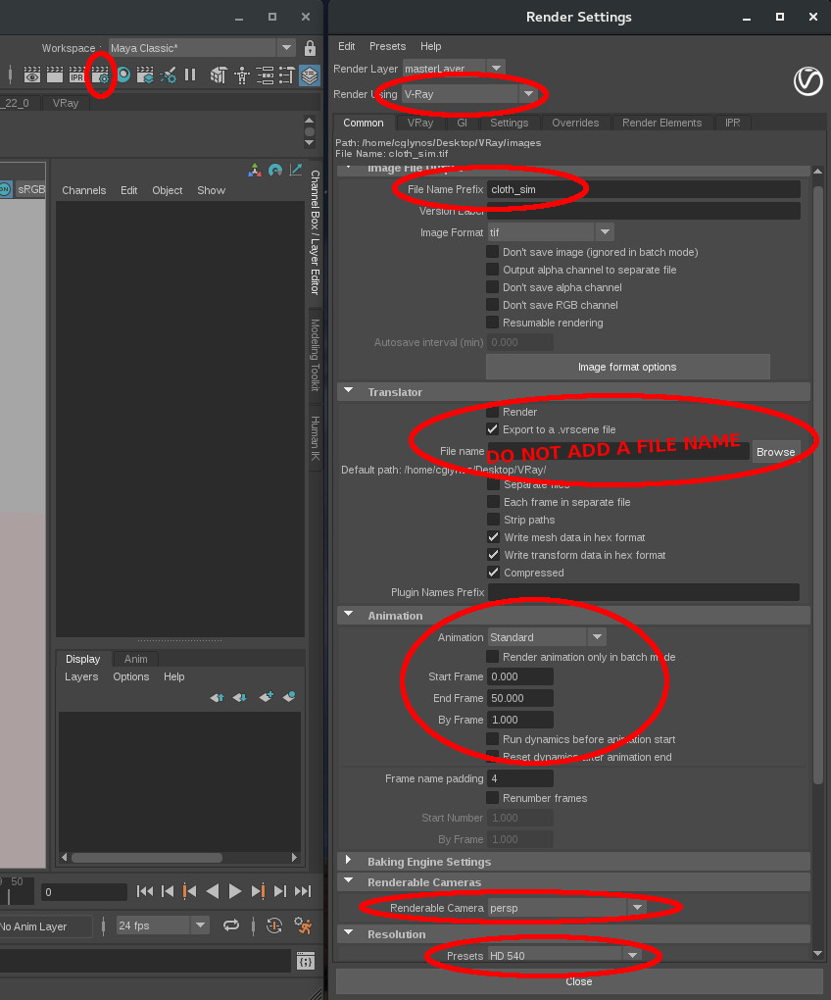 Render Settings
Workspace : Maya Classic*
IPR
_22_0 VRay
sRGB
ON
Channels Edit Object Show
Channel Box / Layer Editor
Modeling Toolkit
Human IK
Display Anim
Layers Options Help
50
0
No Anim Layer 24 fps
Edit Presets Help
Render Layer masterLayer
Render Using V-Ray
Common VRay GI Settings Overrides Render Elements IPR
Path: /home/cglynos/Desktop/VRay/images
File Name: cloth_sim.tif
Image File Output
File Name Prefix cloth_sim
Version Label
Image Format tif
Don't save image (ignored in batch mode)
Output alpha channel to separate file
Don't save alpha channel
Don't save RGB channel
Resumable rendering
Autosave interval (min) 0.000
Image format options
Translator
Render
Export to a .vrscene file
File name DO NOT ADD A FILE NAME Browse
Default path: /home/cglynos/Desktop/VRay/
Separate files
Each frame in separate file
Strip paths
Write mesh data in hex format
Write transform data in hex format
Compressed
Plugin Names Prefix
Animation
Animation Standard
Render animation only in batch mode
Start Frame 0.000
End Frame 50.000
By Frame 1.000
Run dynamics before animation start
Reset dynamics after animation end
Frame name padding 4
Renumber frames
Start Number 1.000
By Frame 1.000
Baking Engine Settings
Renderable Cameras
Renderable Camera persp
Resolution
Presets HD 540
Close